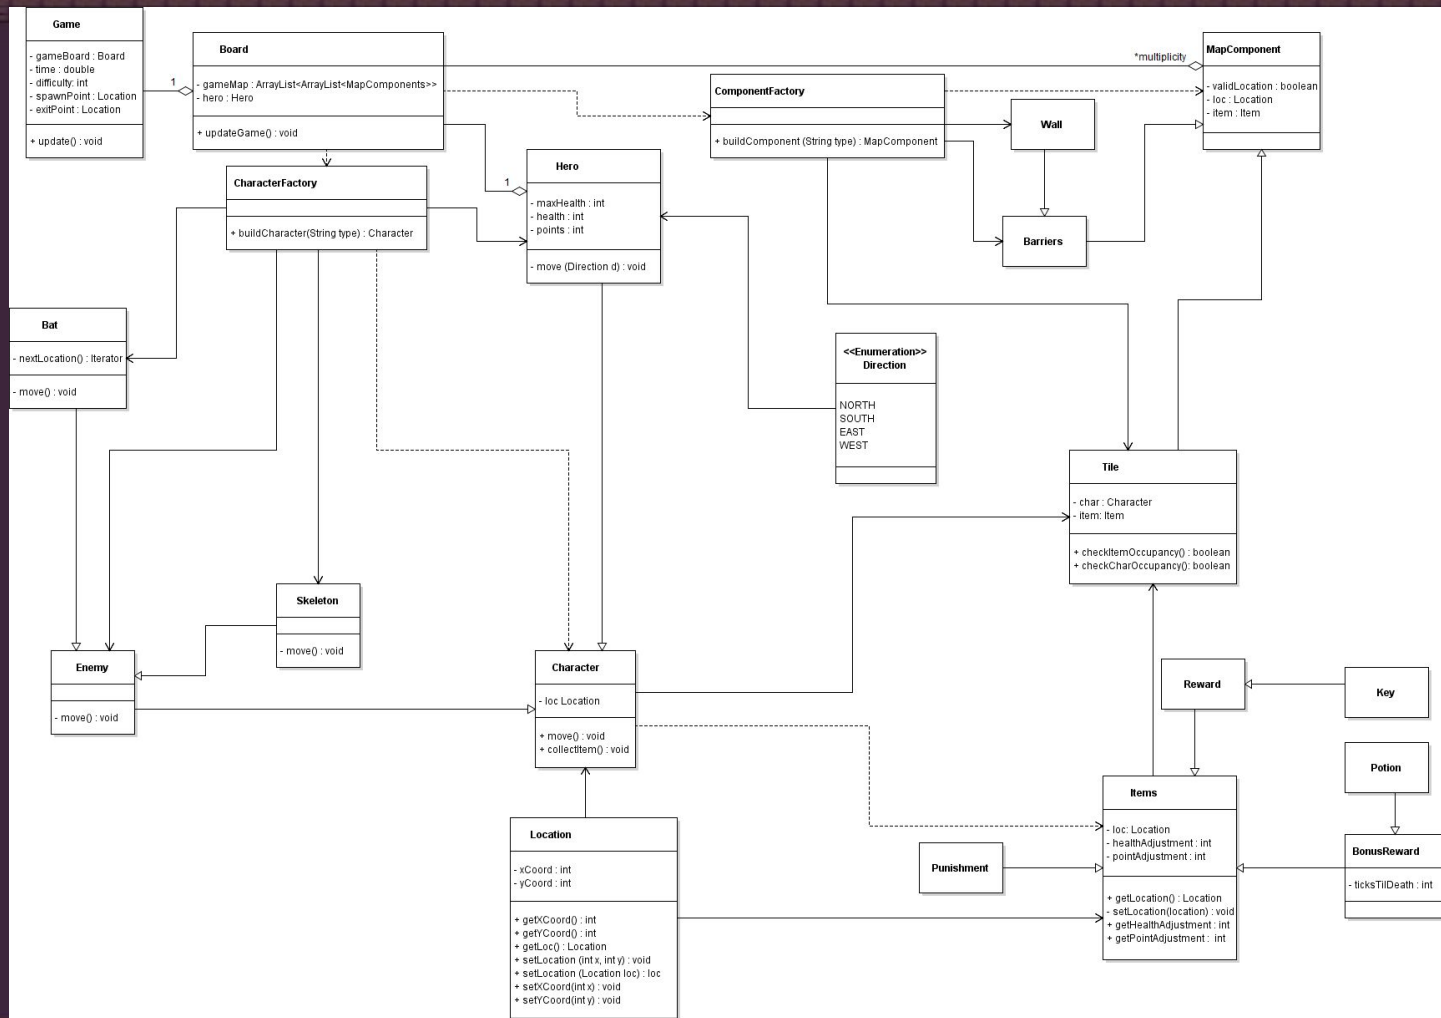 Game
- gameBoard : Board
- time : double
- difficulty: int
- spawnPoint : Location
- exitPoint : Location
+ update() : void
1
Board
- gameMap : ArrayList<ArrayList<MapComponents>>
- hero : Hero
+ updateGame() : void
*multiplicity
MapComponent
- validLocation : boolean
- loc : Location
- item : Item
ComponentFactory
+ buildComponent (String type) : MapComponent
Wall
Barriers
CharacterFactory
+ buildCharacter(String type) : Character
1
Hero
- maxHealth : int
- health : int
- points : int
- move (Direction d) : void
Bat
- nextLocation() : Iterator
- move() : void
<<Enumeration>>
Direction
NORTH
SOUTH
EAST
WEST
Tile
- char : Character
- item: Item
+ checkItemOccupancy() : boolean
+ checkCharOccupancy(): boolean
Skeleton
- move() : void
Enemy
- move() : void
Character
- loc Location
+ move() : void
+ collectItem() : void
Reward
Key
Potion
Items
- loc: Location
- healthAdjustment : int
- pointAdjustment : int
+ getLocation() : Location
- setLocation(location) : void
+ getHealthAdjustment : int
+ getPointAdjustment : int
Punishment
BonusReward
- ticksTilDeath : int
Location
- xCoord : int
- yCoord : int
+ getXCoord() : int
+ getYCoord() : int
+ getLoc() : Location
+ setLocation (int x, int y) : void
+ setLocation (Location loc) : loc
+ setXCoord(int x) : void
+ setYCoord(int y) : void